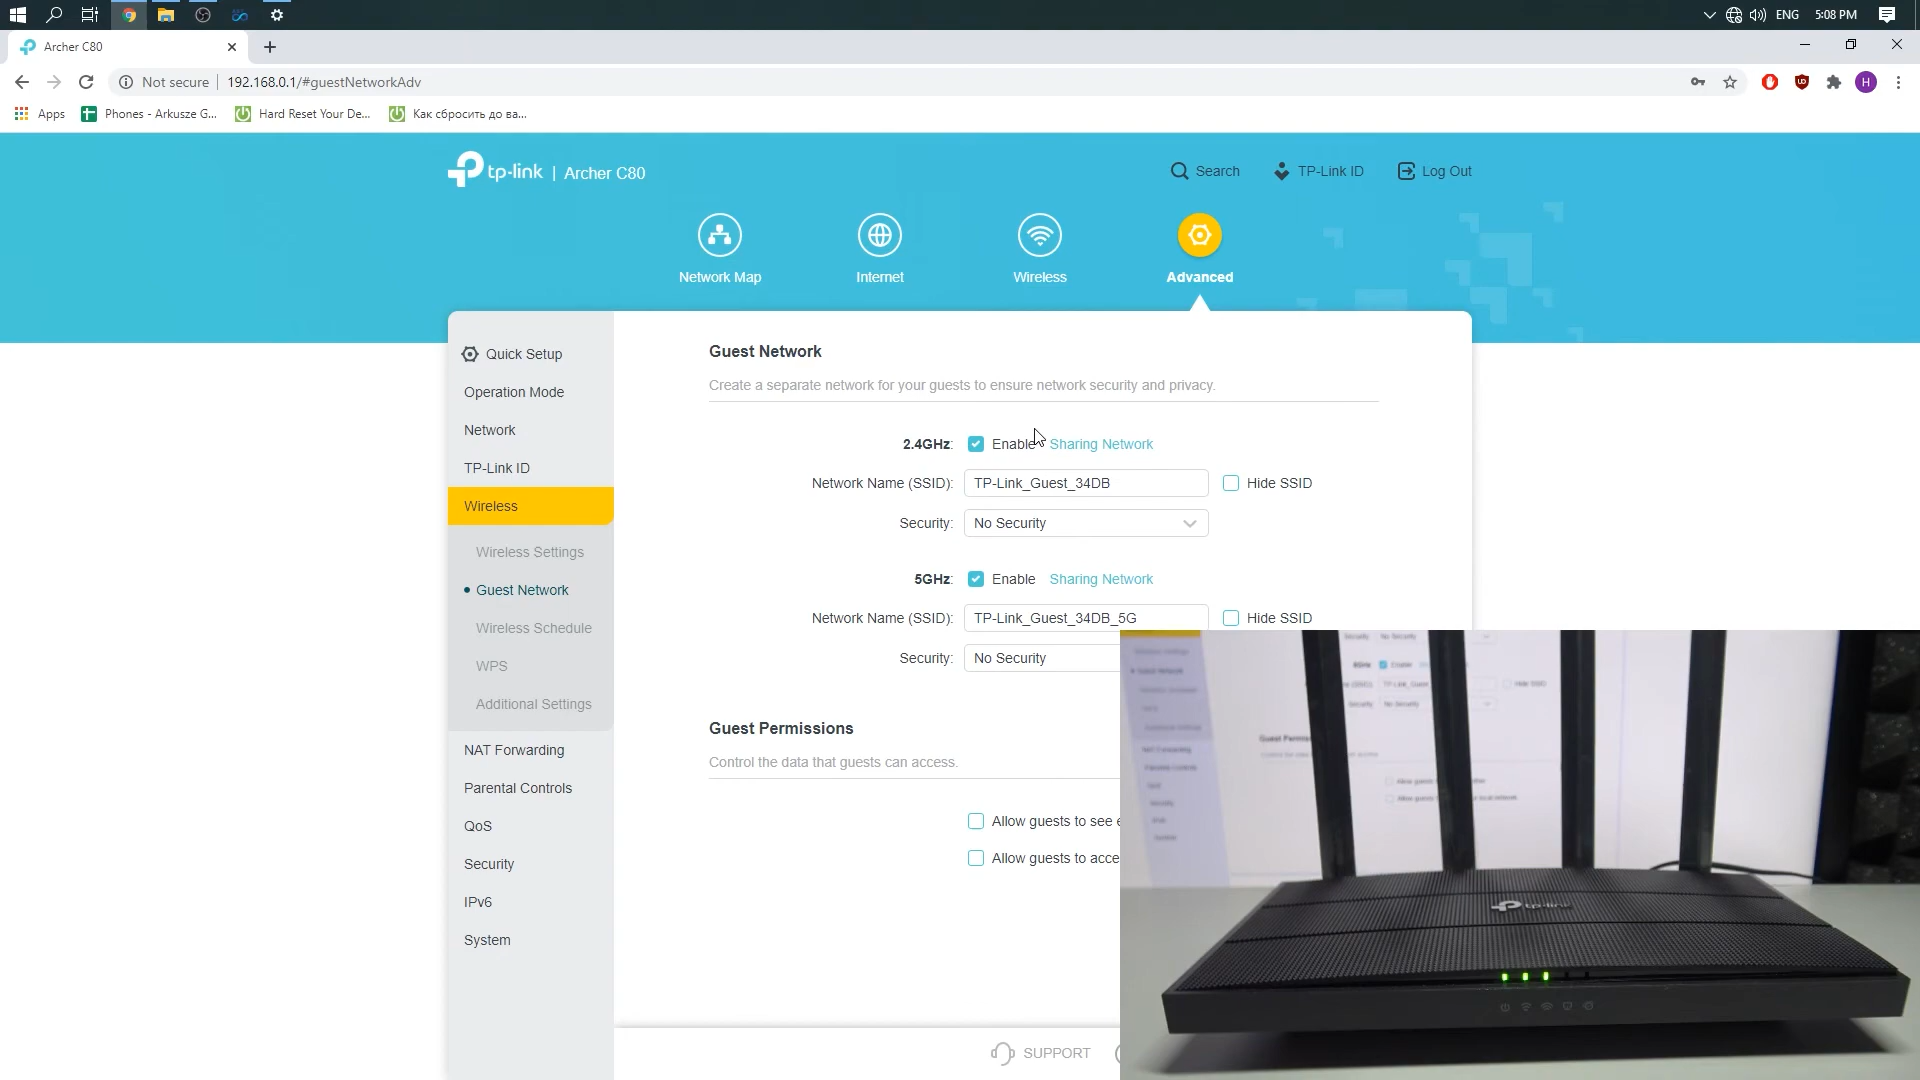 ENG 5:08 PM
Archer C80
Not secure 192.168.0.1/#guestNetworkAdv
H
Apps Phones - Arkusze G... Hard Reset Your De... Как сбросить до ва...
tp-link | Archer C80
Search TP-Link ID Log Out
Network Map Internet Wireless Advanced
Quick Setup
Operation Mode
Network
TP-Link ID
Wireless
Wireless Settings
Guest Network
Wireless Schedule
WPS
Additional Settings
NAT Forwarding
Parental Controls
QoS
Security
IPv6
System
Guest Network
Create a separate network for your guests to ensure network security and privacy.
2.4GHz: Enable Sharing Network
Network Name (SSID): TP-Link_Guest_34DB Hide SSID
Security: No Security
5GHz: Enable Sharing Network
Network Name (SSID): TP-Link_Guest_34DB_5G Hide SSID
Security: No Security
Guest Permissions
Control the data that guests can access.
Allow guests to see
Allow guests to acce
SUPPORT
tp-link